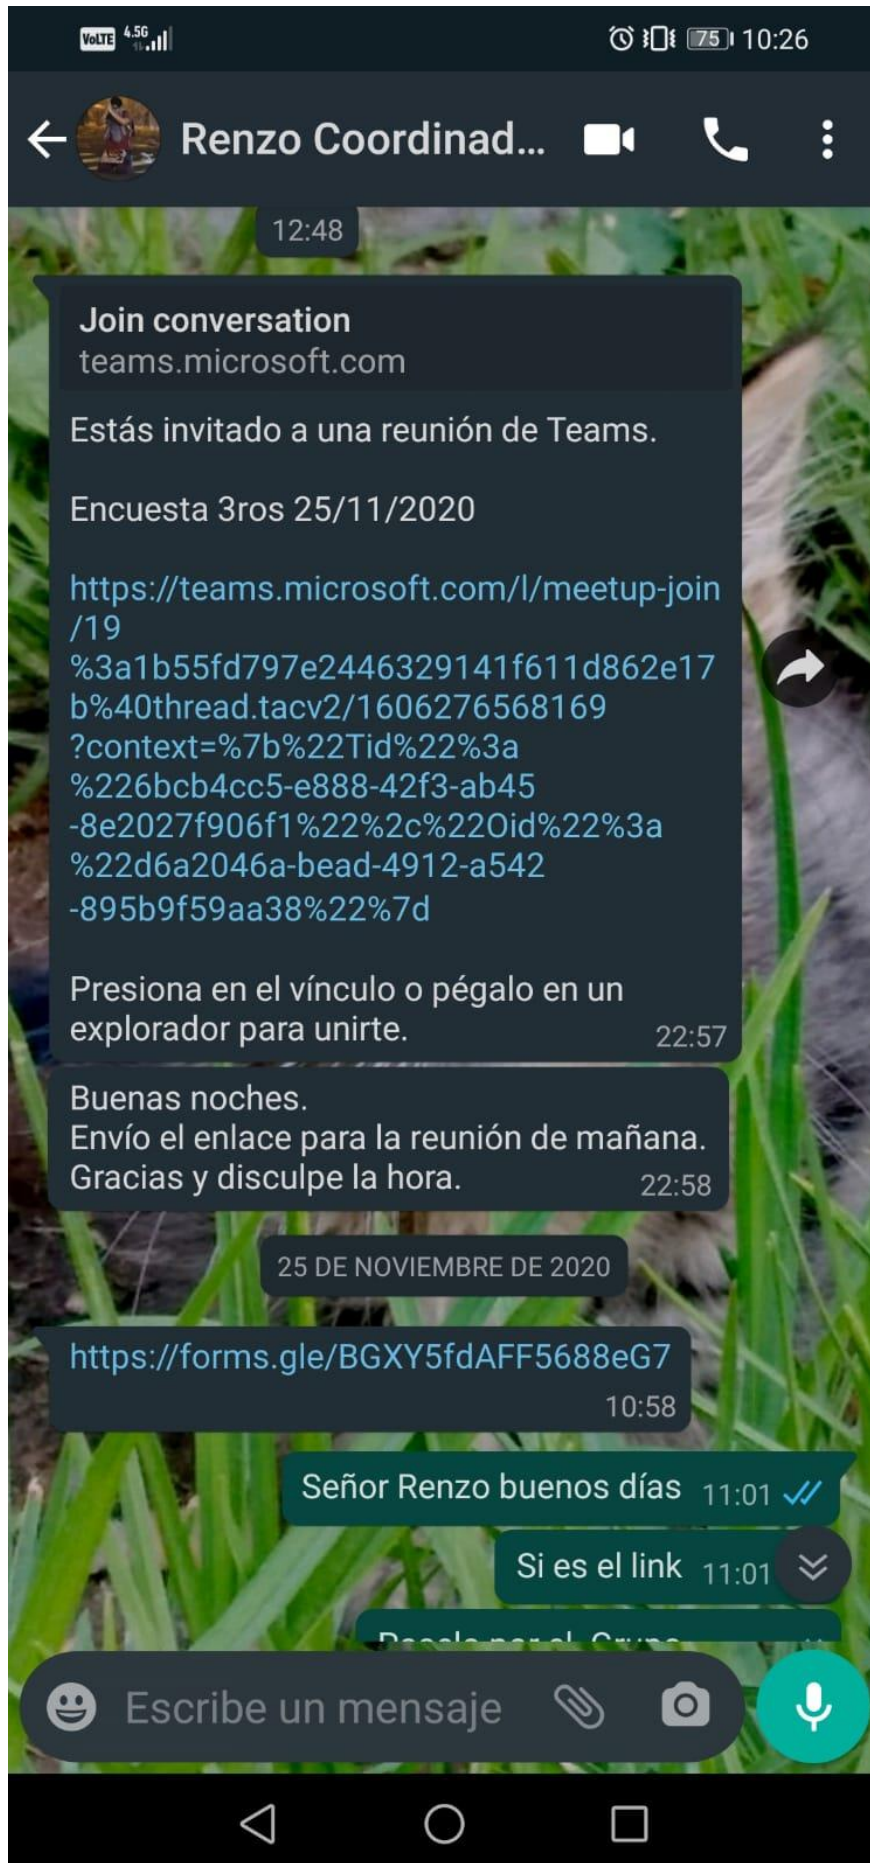 VoLTE 4.5G 75 10:26
Renzo Coordinad...
12:48
Join conversation
teams.microsoft.com
Estás invitado a una reunión de Teams.
Encuesta 3ros 25/11/2020
https://teams.microsoft.com/l/meetup-join
/19
%3a1b55fd797e2446329141f611d862e17
b%40thread.tacv2/1606276568169
?context=%7b%22Tid%22%3a
%226bcb4cc5-e888-42f3-ab45
-8e2027f906f1%22%2c%22Oid%22%3a
%22d6a2046a-bead-4912-a542
-895b9f59aa38%22%7d
Presiona en el vínculo o pégalo en un
explorador para unirte. 22:57
Buenas noches.
Envío el enlace para la reunión de mañana.
Gracias y disculpe la hora. 22:58
25 DE NOVIEMBRE DE 2020
https://forms.gle/BGXY5fdAFF5688eG7
10:58
Señor Renzo buenos días 11:01
Si es el link 11:01
Escribe un mensaje